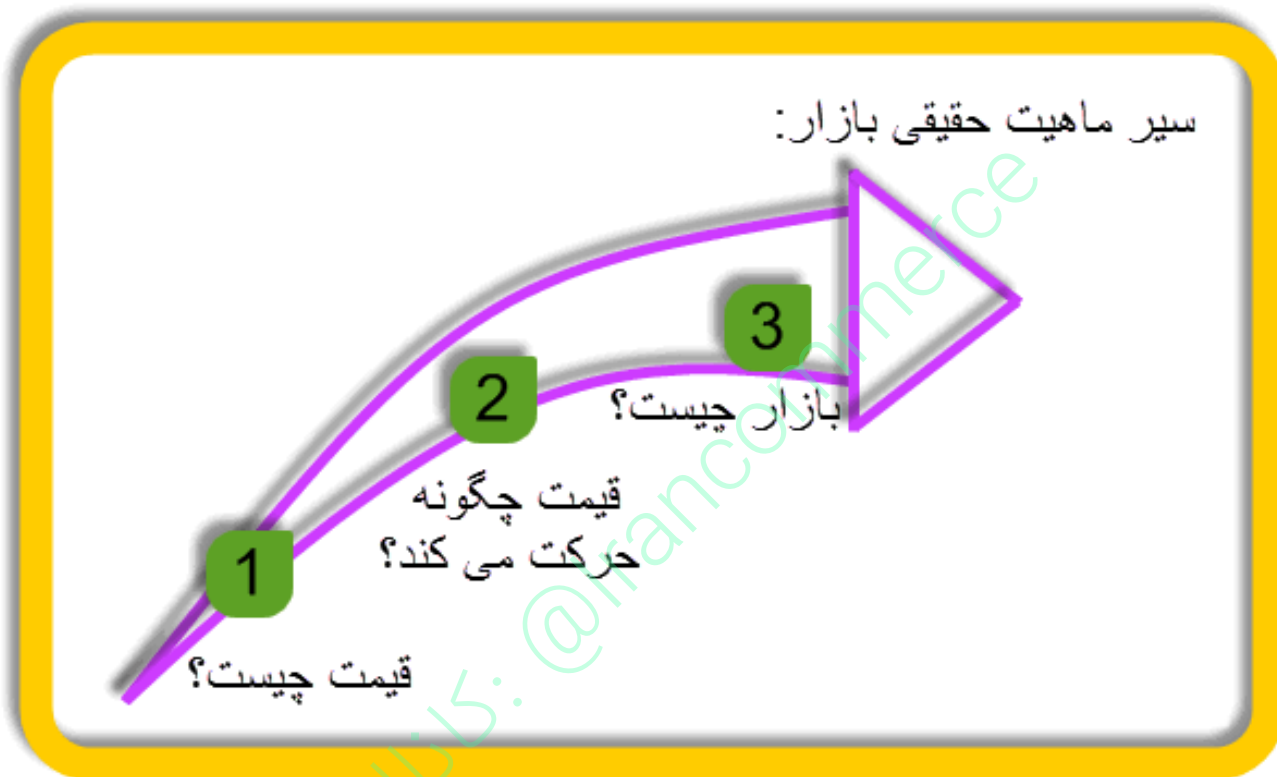 سیر ماهیت حقیقی بازار:
3
بازار چیست؟
2
قیمت چگونه
حرکت می کند؟
1
قیمت چیست؟
@Irancommerce